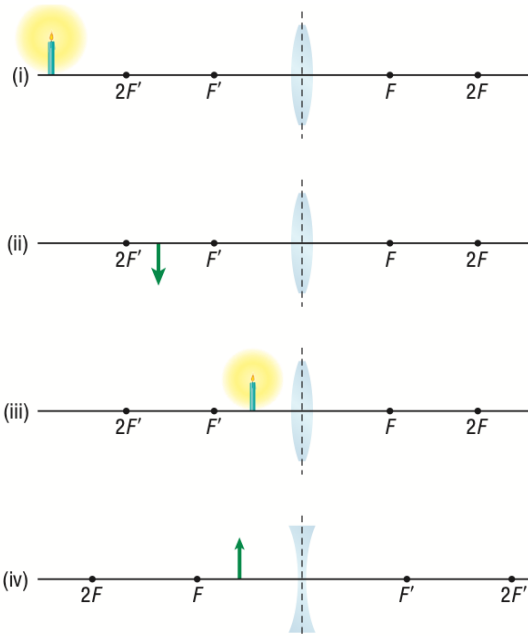 (i)
2F′ F′ F 2F
(ii)
2F′ F′ F 2F
(iii)
2F′ F′ F 2F
(iv)
2F F F′ 2F′